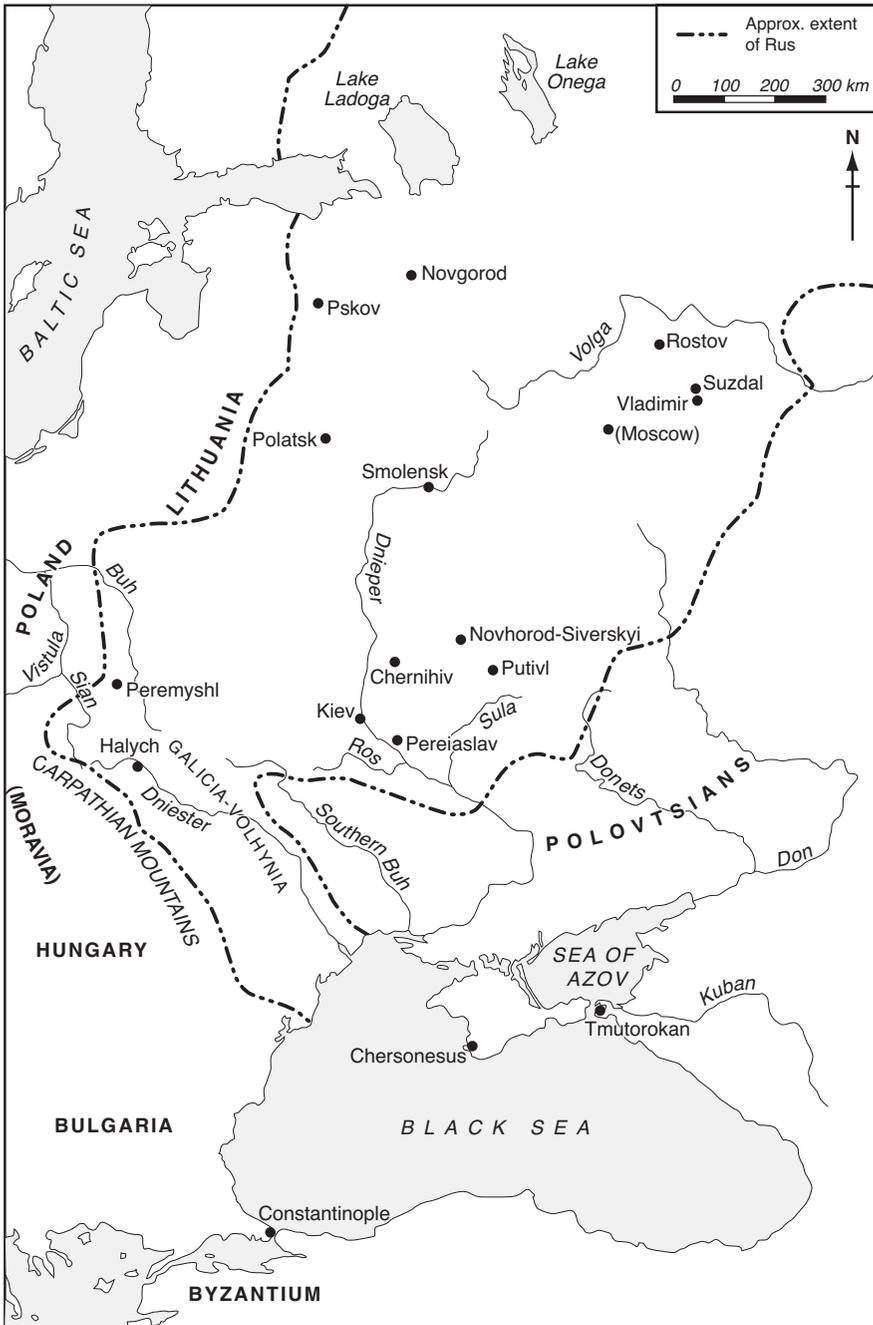 Approx. extent
of Rus
0 100 200 300 km
N
Lake
Ladoga
Lake
Onega
BALTIC SEA
Novgorod
Pskov
Volga
Rostov
Suzdal
Vladimir
(Moscow)
LITHUANIA
Polatsk
Smolensk
Dnieper
POLAND
Buh
Vistula
Sian
Novhorod-Siverskyi
Chernihiv
Putivl
Peremyshl
Kiev
Sula
Pereiaslav
Ros
Halych
GALICIA-VOLHYNIA
Dniester
CARPATHIAN MOUNTAINS
(MORAVIA)
Southern
Buh
Donets
POLOVTSIANS
Don
HUNGARY
SEA OF
AZOV
Kuban
Tmutorokan
Chersonesus
BULGARIA
BLACK SEA
Constantinople
BYZANTIUM